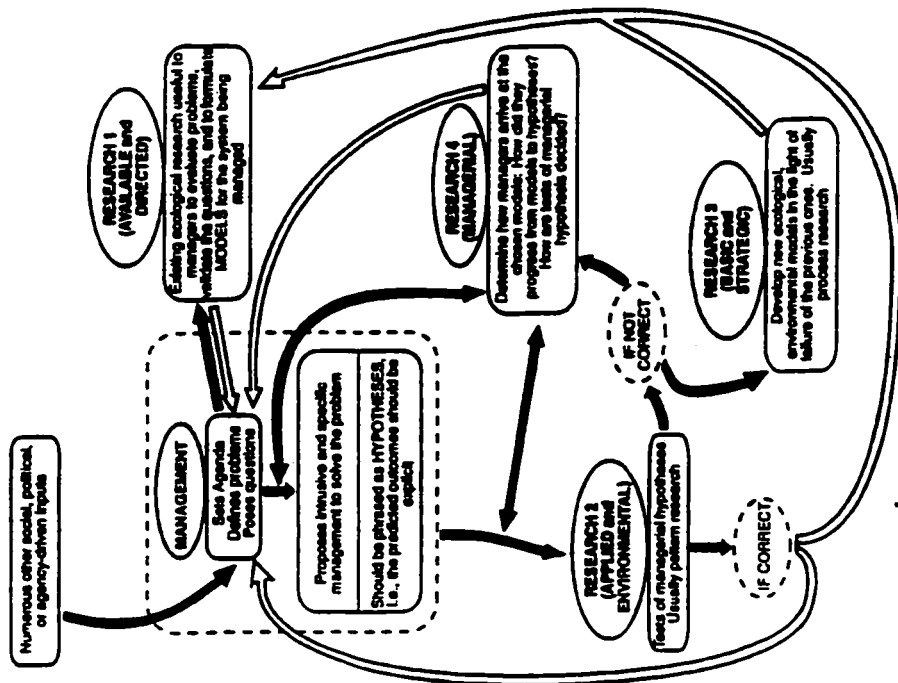 Numerous other social, political,
or agency-driven inputs
MANAGEMENT
Sets Agenda
Defines problem
Poses questions
Proposes intrusive and specific
management to solve the problem
Should be phrased as HYPOTHESES,
i.e., the predicted outcomes should be
explicit
RESEARCH 1
(AVAILABLE and
DIRECTED)
Existing ecological research useful to
managers to evaluate problems,
validate the questions, and to formulate
MODELS for the system being
managed
RESEARCH 4
(MANAGERIAL)
Determine how managers arrive at the
chosen models: How did they
progress from models to hypotheses?
How are tests of managerial
hypothesis decided?
RESEARCH 2
(APPLIED and
ENVIRONMENTAL)
Tests of managerial hypotheses
Usually pattern research
IF CORRECT
IF NOT
CORRECT
RESEARCH 3
(BASIC and
STRATEGIC)
Develop new ecological,
environmental models in the light of
failure of the previous ones. Usually
process research